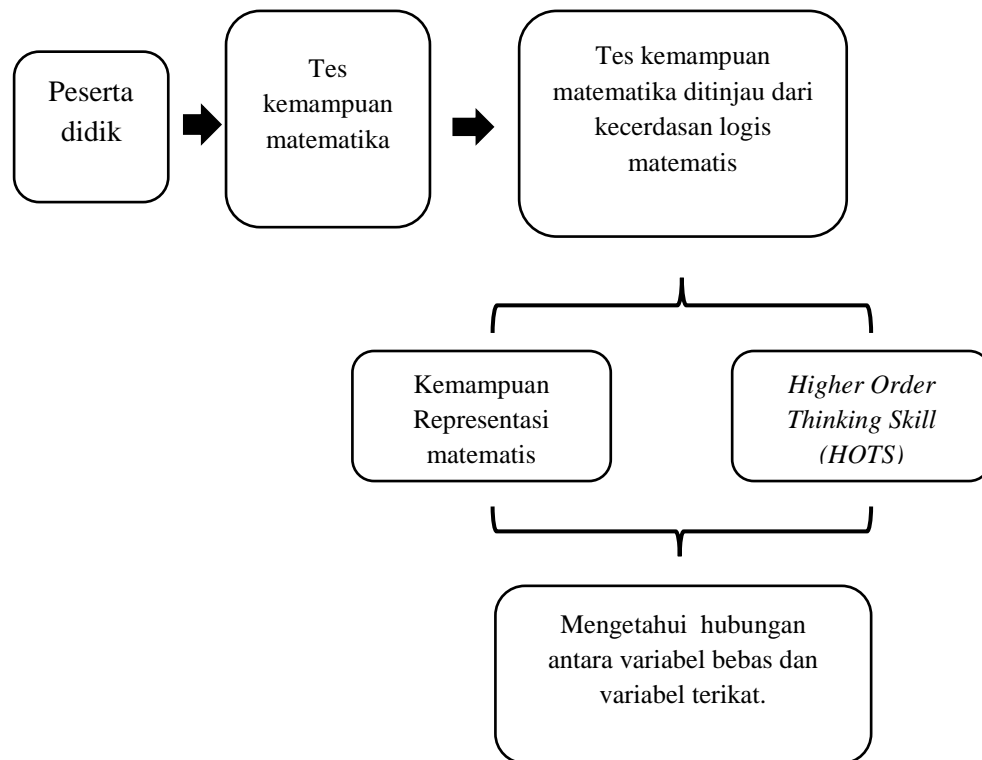 Peserta
didik
Tes
kemampuan
matematika
Tes kemampuan
matematika ditinjau dari
kecerdasan logis
matematis
Kemampuan
Representasi
matematis
Higher Order
Thinking Skill
(HOTS)
Mengetahui hubungan
antara variabel bebas dan
variabel terikat.